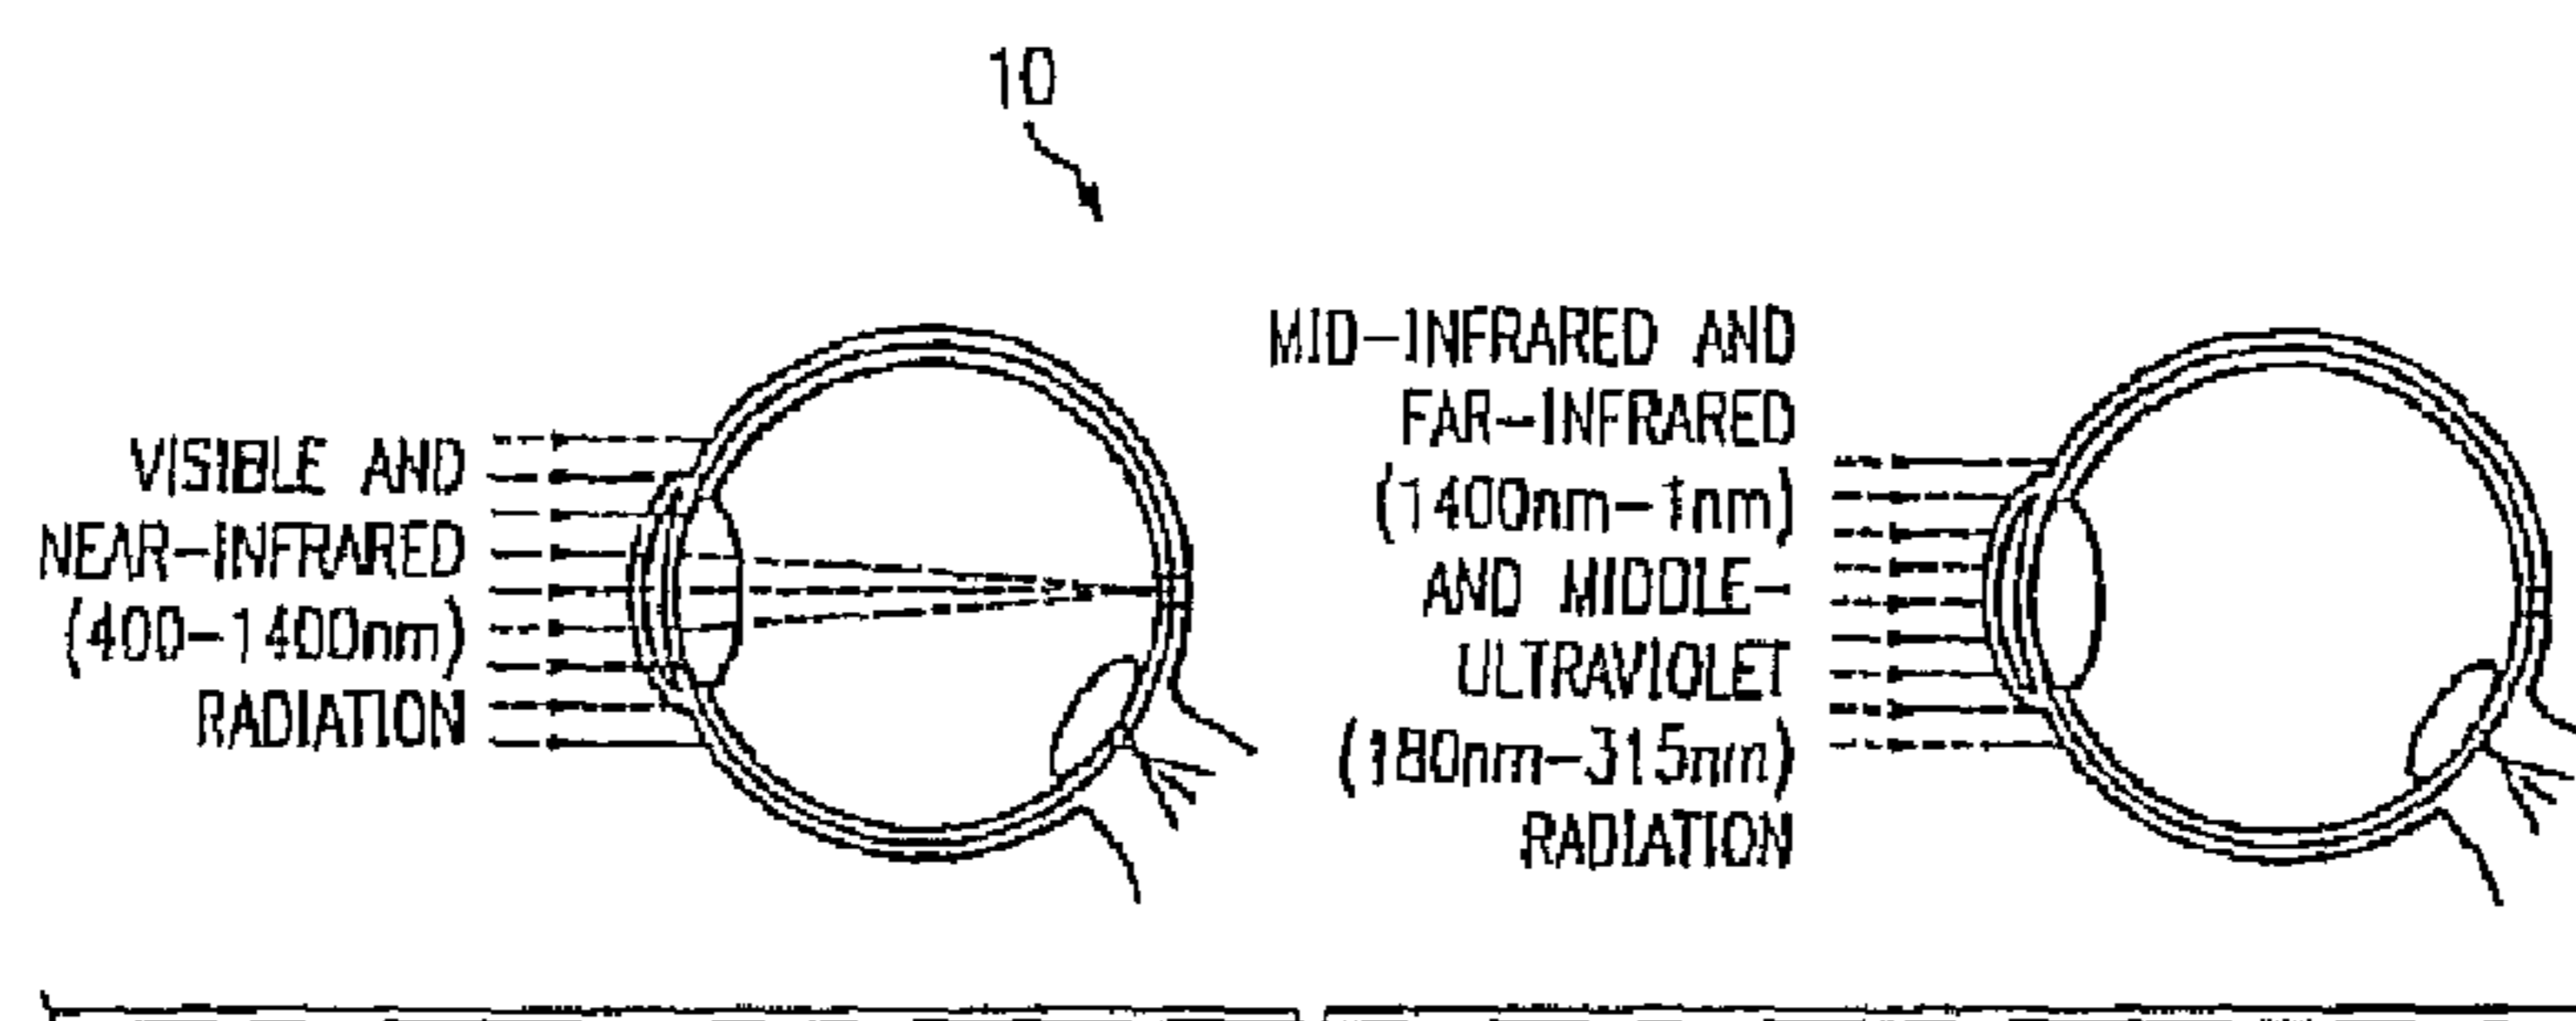 10
VISIBLE AND
NEAR-INFRARED
(400-1400nm)
RADIATION
MID-INFRARED AND
FAR-INFRARED
(1400nm-1nm)
AND MIDDLE-
ULTRAVIOLET
(180nm-315nm)
RADIATION